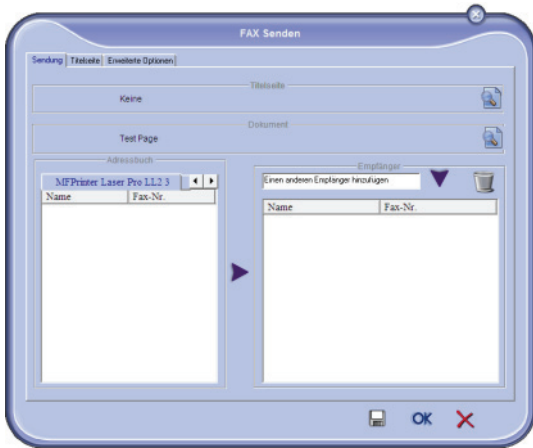 FAX Senden
Sendung Titelseite Erweiterte Optionen
Titelseite
Keine
Dokument
Test Page
Adressbuch
MFPrinter Laser Pro LL2 3
Name Fax-Nr.
Empfänger
Einen anderen Empfänger hinzufügen
Name Fax-Nr.
OK